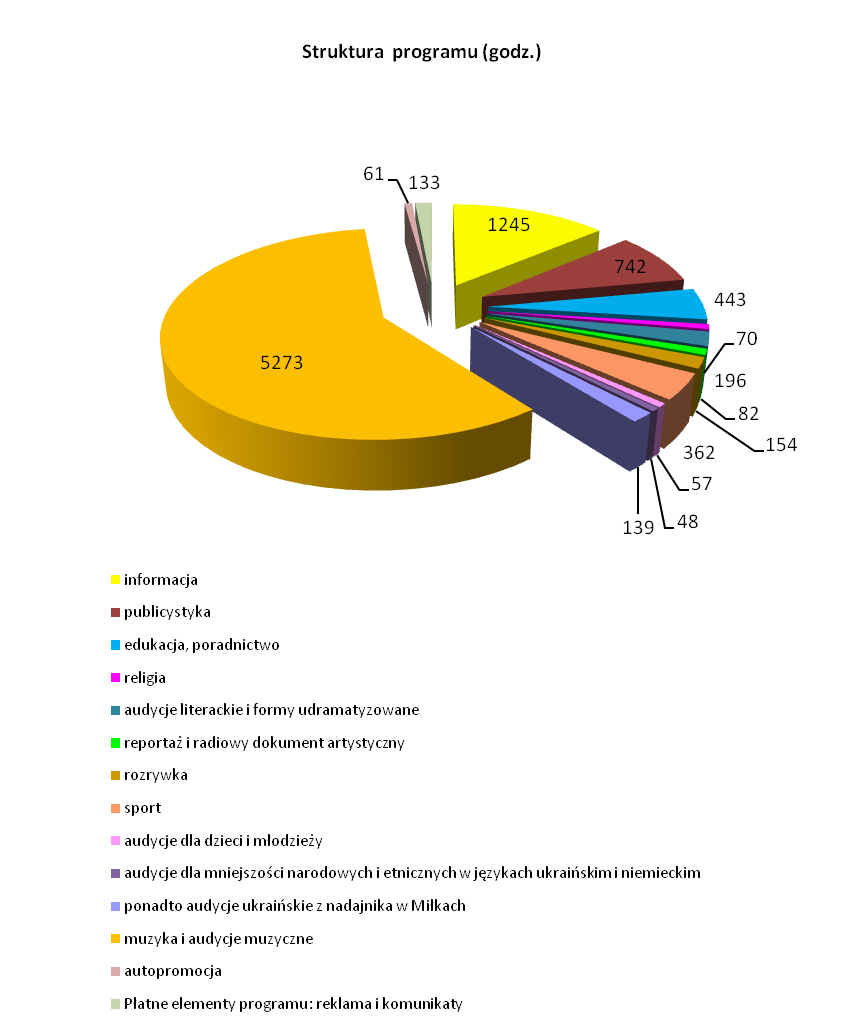 Struktura programu (godz.)
61
133
1245
742
443
70
196
82
154
362
57
48
139
5273
informacja
publicystyka
edukacja, poradnictwo
religia
audycje literackie i formy udramatyzowane
reportaż i radiowy dokument artystyczny
rozrywka
sport
audycje dla dzieci i młodzieży
audycje dla mniejszości narodowych i etnicznych w językach ukraińskim i niemieckim
ponadto audycje ukraińskie z nadajnika w Miłkach
muzyka i audycje muzyczne
autopromocja
Płatne elementy programu: reklama i komunikaty